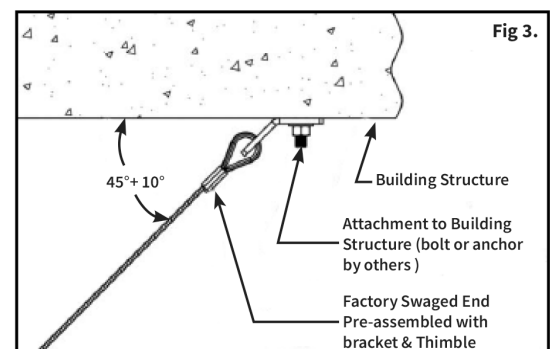 Fig 3.
45°+ 10°
Building Structure
Attachment to Building
Structure (bolt or anchor
by others )
Factory Swaged End
Pre-assembled with
bracket & Thimble